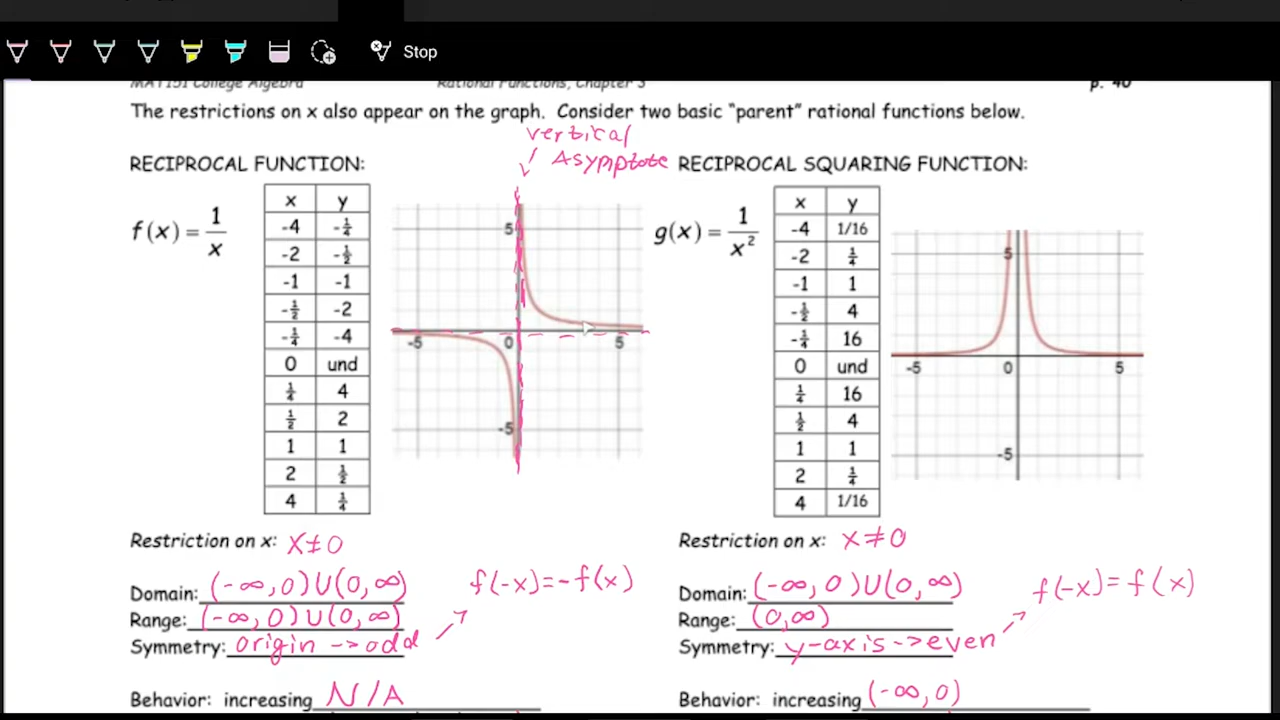 Stop
MAT151 College Algebra Rational Functions, Chapter 3 p. 40
The restrictions on x also appear on the graph. Consider two basic “parent” rational functions below.
vertical
Asymptote
RECIPROCAL FUNCTION:
f(x) = 1/x
x y
-4 -1/4
-2 -1/2
-1 -1
-1/2 -2
-1/4 -4
0 und
1/4 4
1/2 2
1 1
2 1/2
4 1/4
5
-5 0 5
-5
RECIPROCAL SQUARING FUNCTION:
g(x) = 1/x²
x y
-4 1/16
-2 1/4
-1 1
-1/2 4
-1/4 16
0 und
1/4 16
1/2 4
1 1
2 1/4
4 1/16
5
-5 0 5
-5
Restriction on x: x≠0
Domain: (-∞,0)U(0,∞)
Range: (-∞,0)U(0,∞)
Symmetry: origin → odd
f(-x)=-f(x)
Behavior: increasing N/A
Restriction on x: x≠0
Domain: (-∞,0)U(0,∞)
Range: (0,∞)
Symmetry: y-axis → even
f(-x)=f(x)
Behavior: increasing (-∞,0)